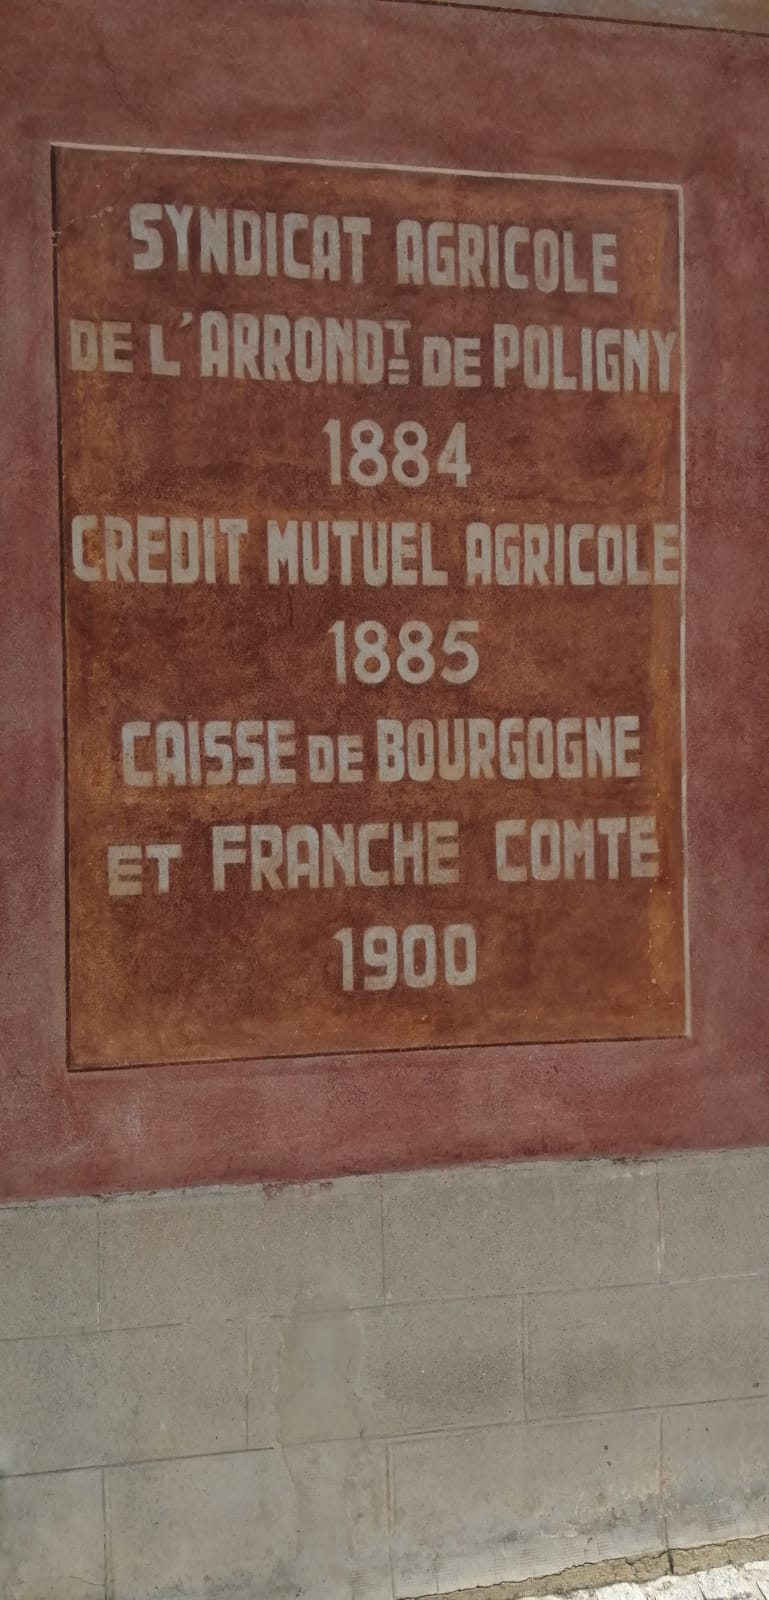 SYNDICAT AGRICOLE
DE L'ARRONDT DE POLIGNY
1884
CREDIT MUTUEL AGRICOLE
1885
CAISSE DE BOURGOGNE
ET FRANCHE COMTE
1900